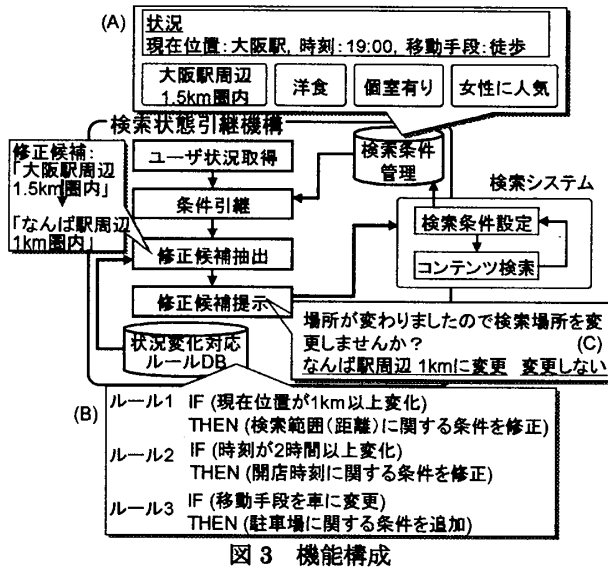 (A)
状況
現在位置:大阪駅, 時刻:19:00, 移動手段:徒歩
大阪駅周辺
1.5km圏内
洋食
個室有り
女性に人気
検索状態引継機構
修正候補:
「大阪駅周辺
1.5km圏内」
「なんば駅周辺
1km圏内」
ユーザ状況取得
条件引継
修正候補抽出
修正候補提示
検索条件
管理
検索システム
検索条件設定
コンテンツ検索
状況変化対応
ルールDB
場所が変わりましたので検索場所を変
更しませんか? (C)
なんば駅周辺 1kmに変更 変更しない
(B)
ルール1 IF (現在位置が1km以上変化)
THEN (検索範囲(距離)に関する条件を修正)
ルール2 IF (時刻が2時間以上変化)
THEN (開店時刻に関する条件を修正)
ルール3 IF (移動手段を車に変更)
THEN (駐車場に関する条件を追加)
図 3 機能構成